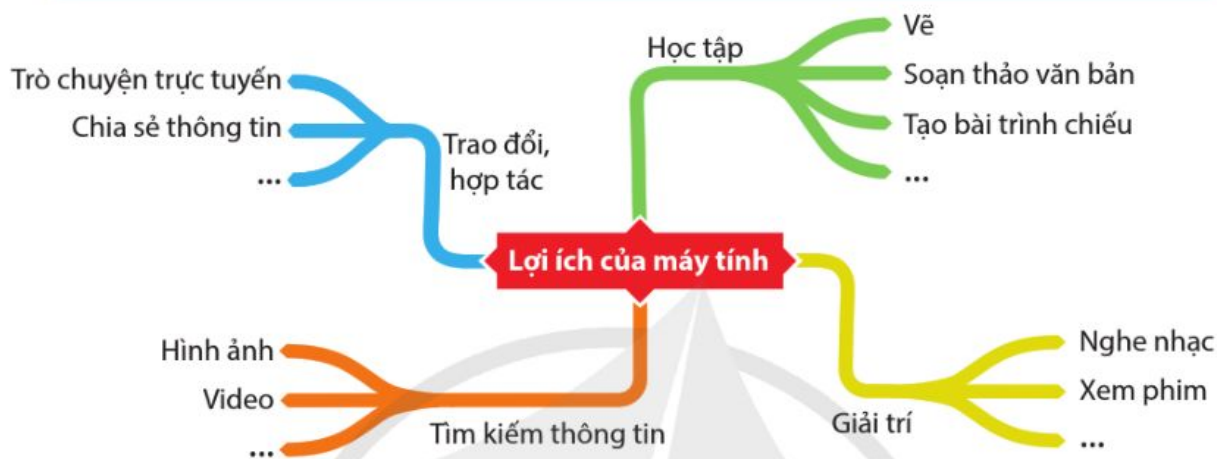 Lợi ích của máy tính
Học tập
Vẽ
Soạn thảo văn bản
Tạo bài trình chiếu
...
Trao đổi,
hợp tác
Trò chuyện trực tuyến
Chia sẻ thông tin
...
Tìm kiếm thông tin
Hình ảnh
Video
...
Giải trí
Nghe nhạc
Xem phim
...